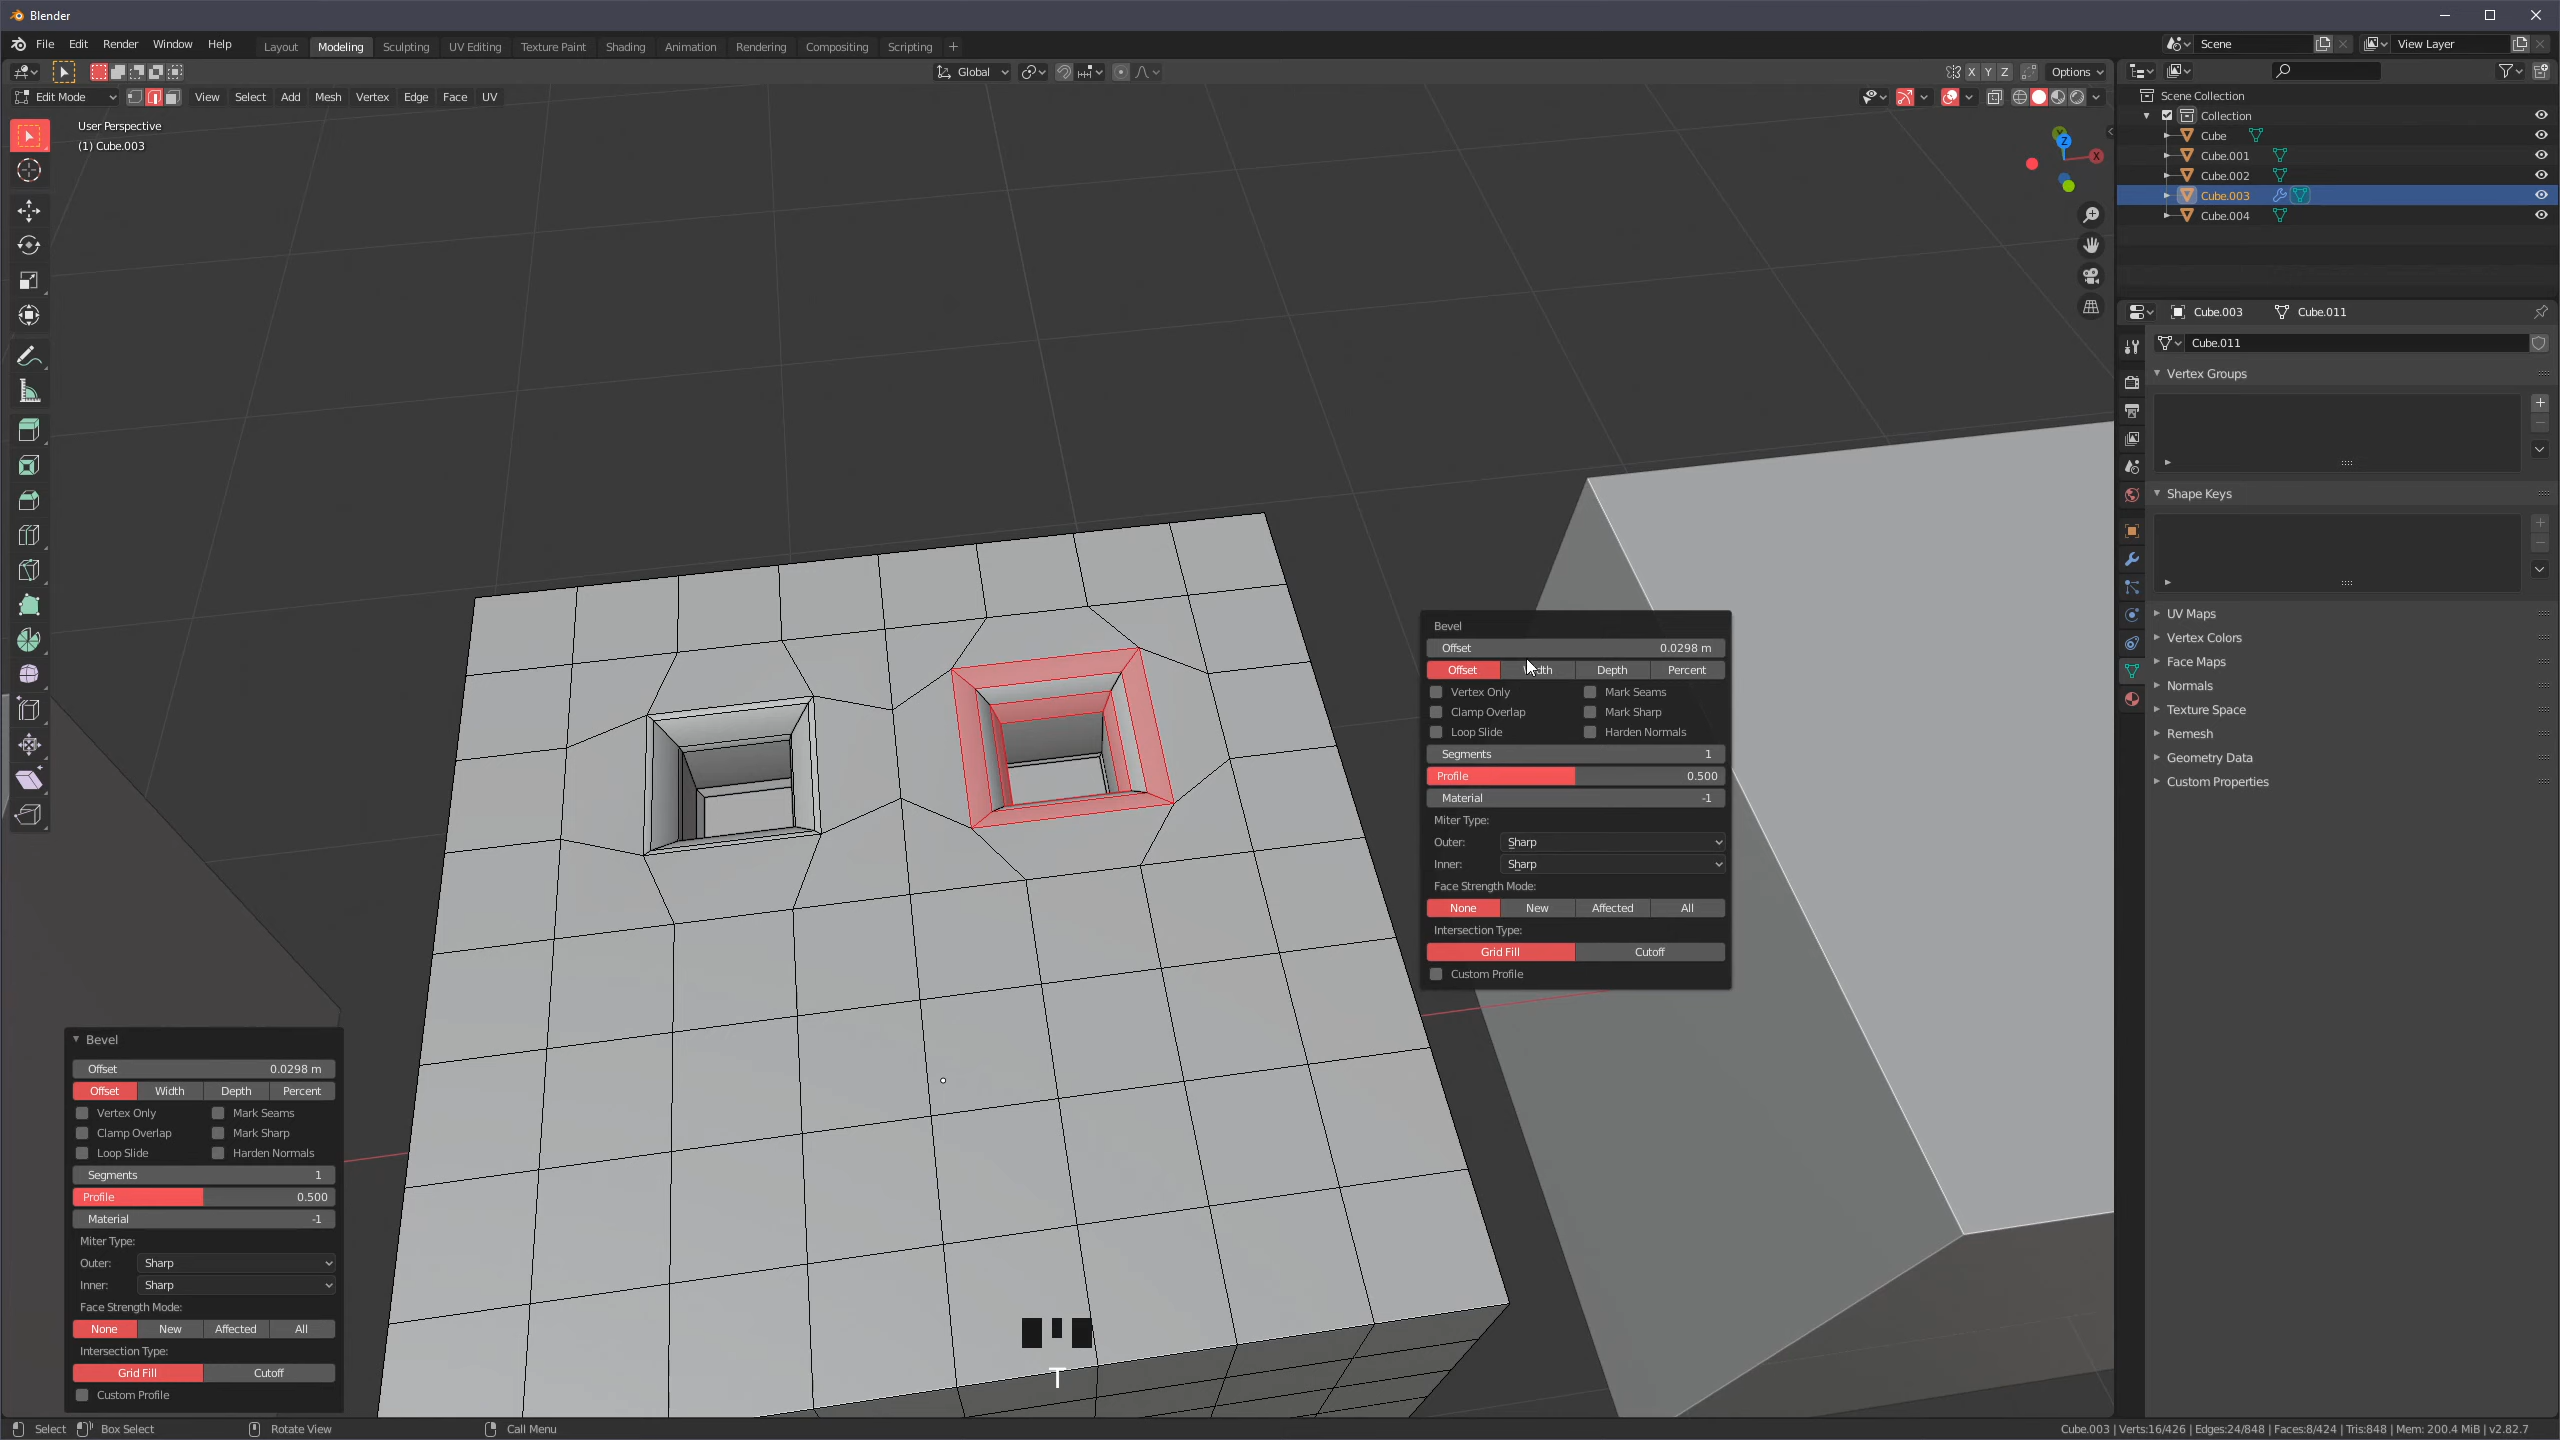 Blender
File Edit Render Window Help Layout Modeling Sculpting UV Editing Texture Paint Shading Animation Rendering Compositing Scripting + Scene View Layer
Global X Y Z Options
Edit Mode View Select Add Mesh Vertex Edge Face UV
User Perspective
(1) Cube.003
Z X
Scene Collection
Collection
Cube
Cube.001
Cube.002
Cube.003
Cube.004
Cube.003 Cube.011
Cube.011
Vertex Groups
Shape Keys
UV Maps
Vertex Colors
Face Maps
Normals
Texture Space
Remesh
Geometry Data
Custom Properties
Bevel
Offset 0.0298 m
Offset Width Depth Percent
Vertex Only Mark Seams
Clamp Overlap Mark Sharp
Loop Slide Harden Normals
Segments 1
Profile 0.500
Material -1
Miter Type:
Outer: Sharp
Inner: Sharp
Face Strength Mode:
None New Affected All
Intersection Type:
Grid Fill Cutoff
Custom Profile
Bevel
Offset 0.0298 m
Offset Width Depth Percent
Vertex Only Mark Seams
Clamp Overlap Mark Sharp
Loop Slide Harden Normals
Segments 1
Profile 0.500
Material -1
Miter Type:
Outer: Sharp
Inner: Sharp
Face Strength Mode:
None New Affected All
Intersection Type:
Grid Fill Cutoff
Custom Profile
T
Select Box Select Rotate View Call Menu Cube.003 | Verts:16/426 | Edges:24/848 | Faces:8/424 | Tris:848 | Mem: 200.4 MiB | v2.82.7